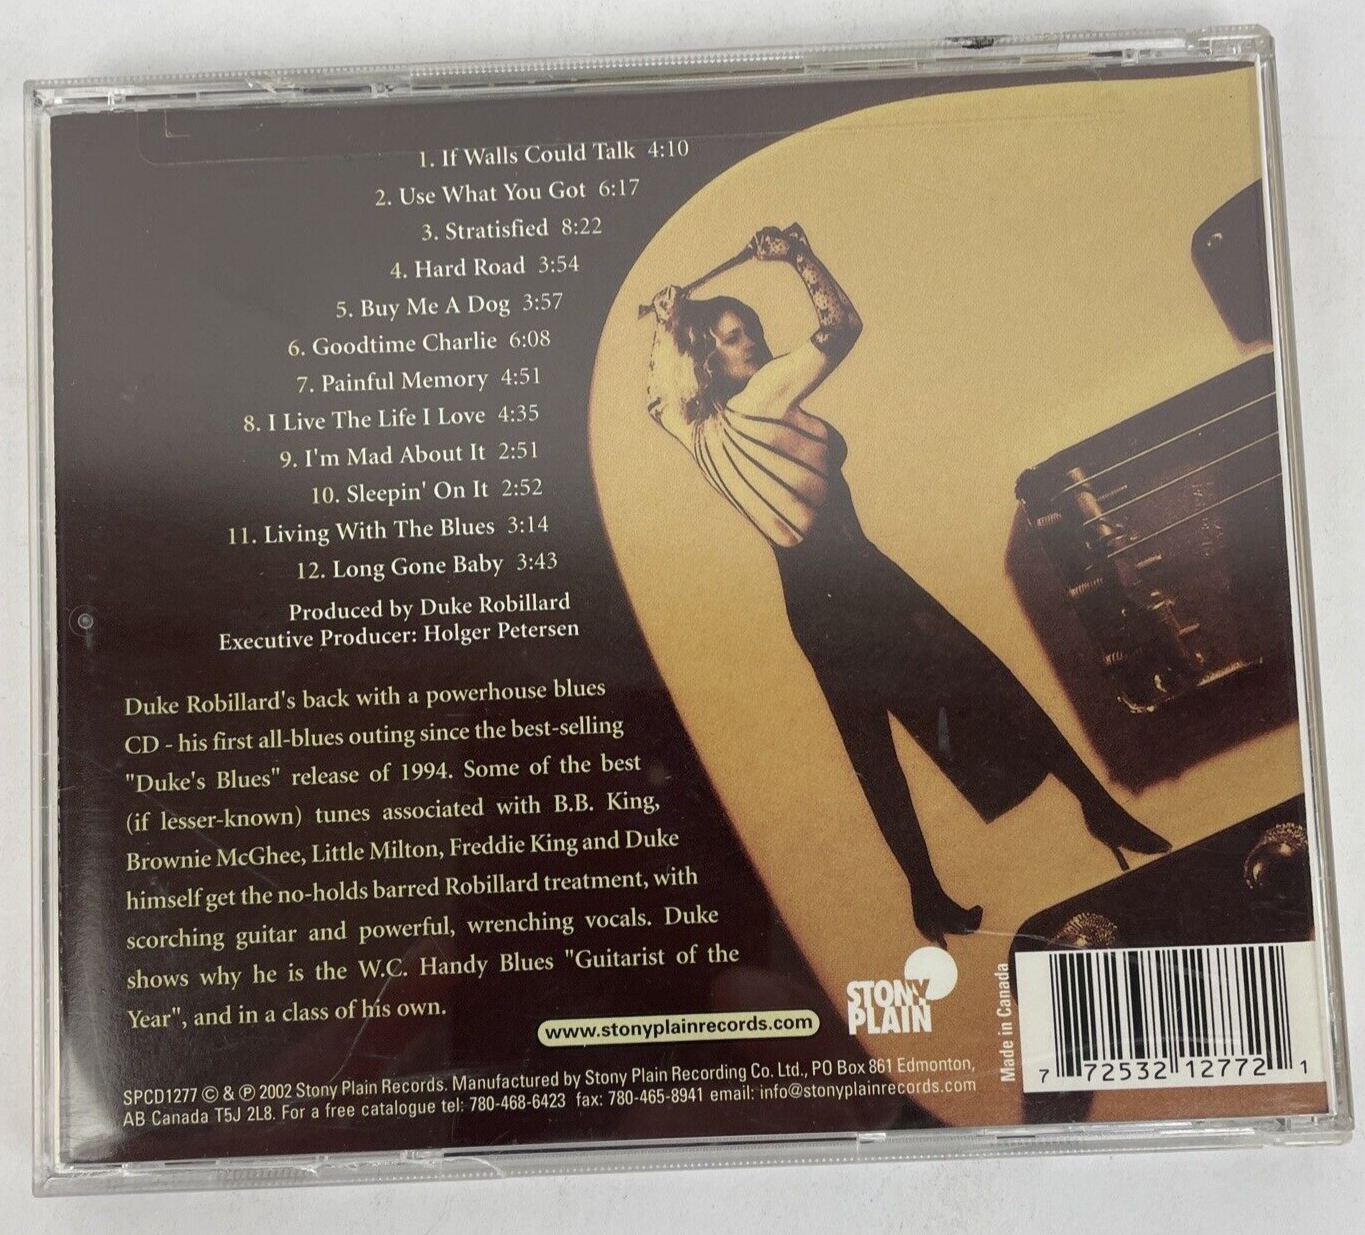 1. If Walls Could Talk 4:10
2. Use What You Got 6:17
3. Stratisfied 8:22
4. Hard Road 3:54
5. Buy Me A Dog 3:57
6. Goodtime Charlie 6:08
7. Painful Memory 4:51
8. I Live The Life I Love 4:35
9. I'm Mad About It 2:51
10. Sleepin' On It 2:52
11. Living With The Blues 3:14
12. Long Gone Baby 3:43
Produced by Duke Robillard
Executive Producer: Holger Petersen
Duke Robillard's back with a powerhouse blues
CD - his first all-blues outing since the best-selling
"Duke's Blues" release of 1994. Some of the best
(if lesser-known) tunes associated with B.B. King,
Brownie McGhee, Little Milton, Freddie King and Duke
himself get the no-holds barred Robillard treatment, with
scorching guitar and powerful, wrenching vocals. Duke
shows why he is the W.C. Handy Blues "Guitarist of the
Year", and in a class of his own.
www.stonyplainrecords.com
STONY
PLAIN
Made in Canada
7 72532 12772 1
SPCD1277 © & ℗ 2002 Stony Plain Records. Manufactured by Stony Plain Recording Co. Ltd., PO Box 861 Edmonton,
AB Canada T5J 2L8. For a free catalogue tel: 780-468-6423 fax: 780-465-8941 email: info@stonyplainrecords.com